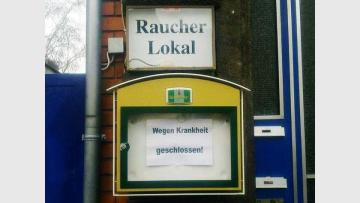 Raucher
Lokal
Wegen Krankheit
geschlossen!